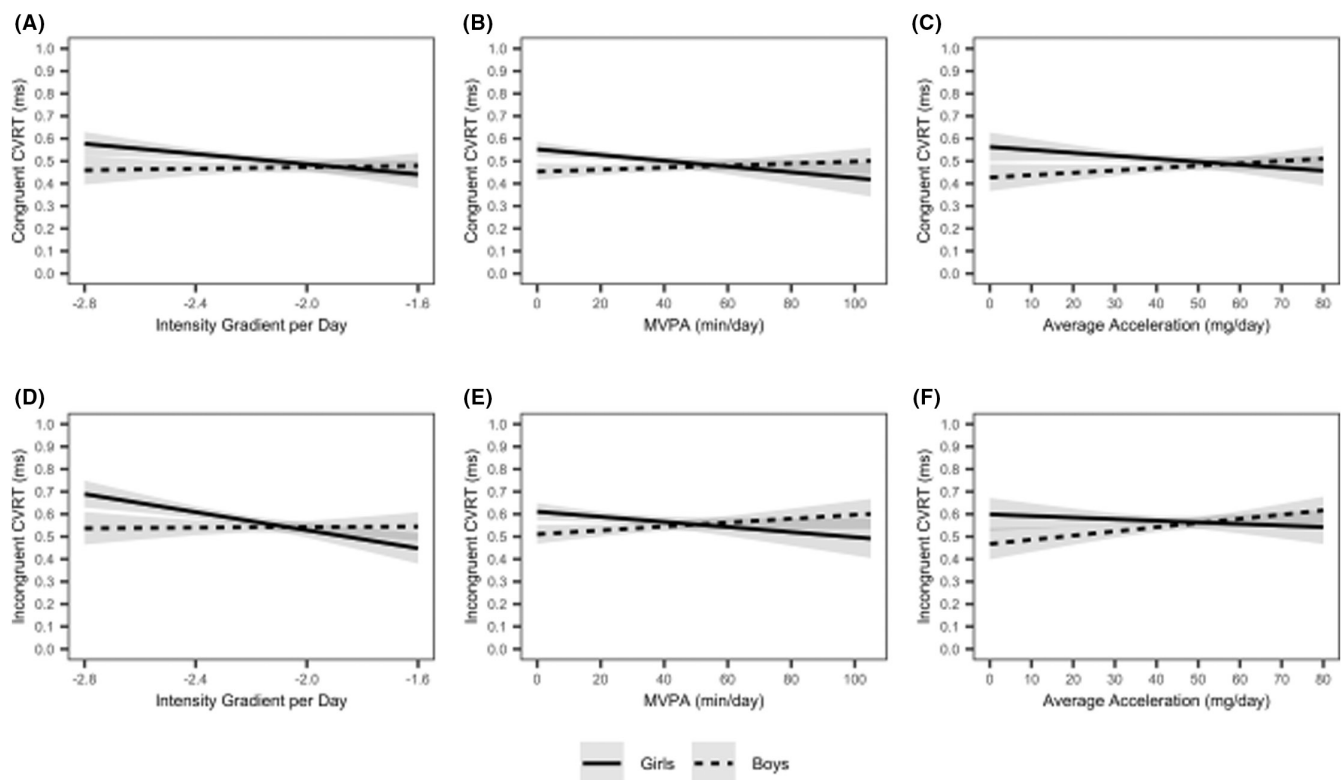 (A)
1.0
0.9
0.8
0.7
0.6
0.5
0.4
0.3
0.2
0.1
0.0
Congruent CVRT (ms)
-2.8 -2.4 -2.0 -1.6
Intensity Gradient per Day
(B)
1.0
0.9
0.8
0.7
0.6
0.5
0.4
0.3
0.2
0.1
0.0
Congruent CVRT (ms)
0 20 40 60 80 100
MVPA (min/day)
(C)
1.0
0.9
0.8
0.7
0.6
0.5
0.4
0.3
0.2
0.1
0.0
Congruent CVRT (ms)
0 10 20 30 40 50 60 70 80
Average Acceleration (mg/day)
(D)
1.0
0.9
0.8
0.7
0.6
0.5
0.4
0.3
0.2
0.1
0.0
Incongruent CVRT (ms)
-2.8 -2.4 -2.0 -1.6
Intensity Gradient per Day
(E)
1.0
0.9
0.8
0.7
0.6
0.5
0.4
0.3
0.2
0.1
0.0
Incongruent CVRT (ms)
0 20 40 60 80 100
MVPA (min/day)
(F)
1.0
0.9
0.8
0.7
0.6
0.5
0.4
0.3
0.2
0.1
0.0
Incongruent CVRT (ms)
0 10 20 30 40 50 60 70 80
Average Acceleration (mg/day)
Girls Boys